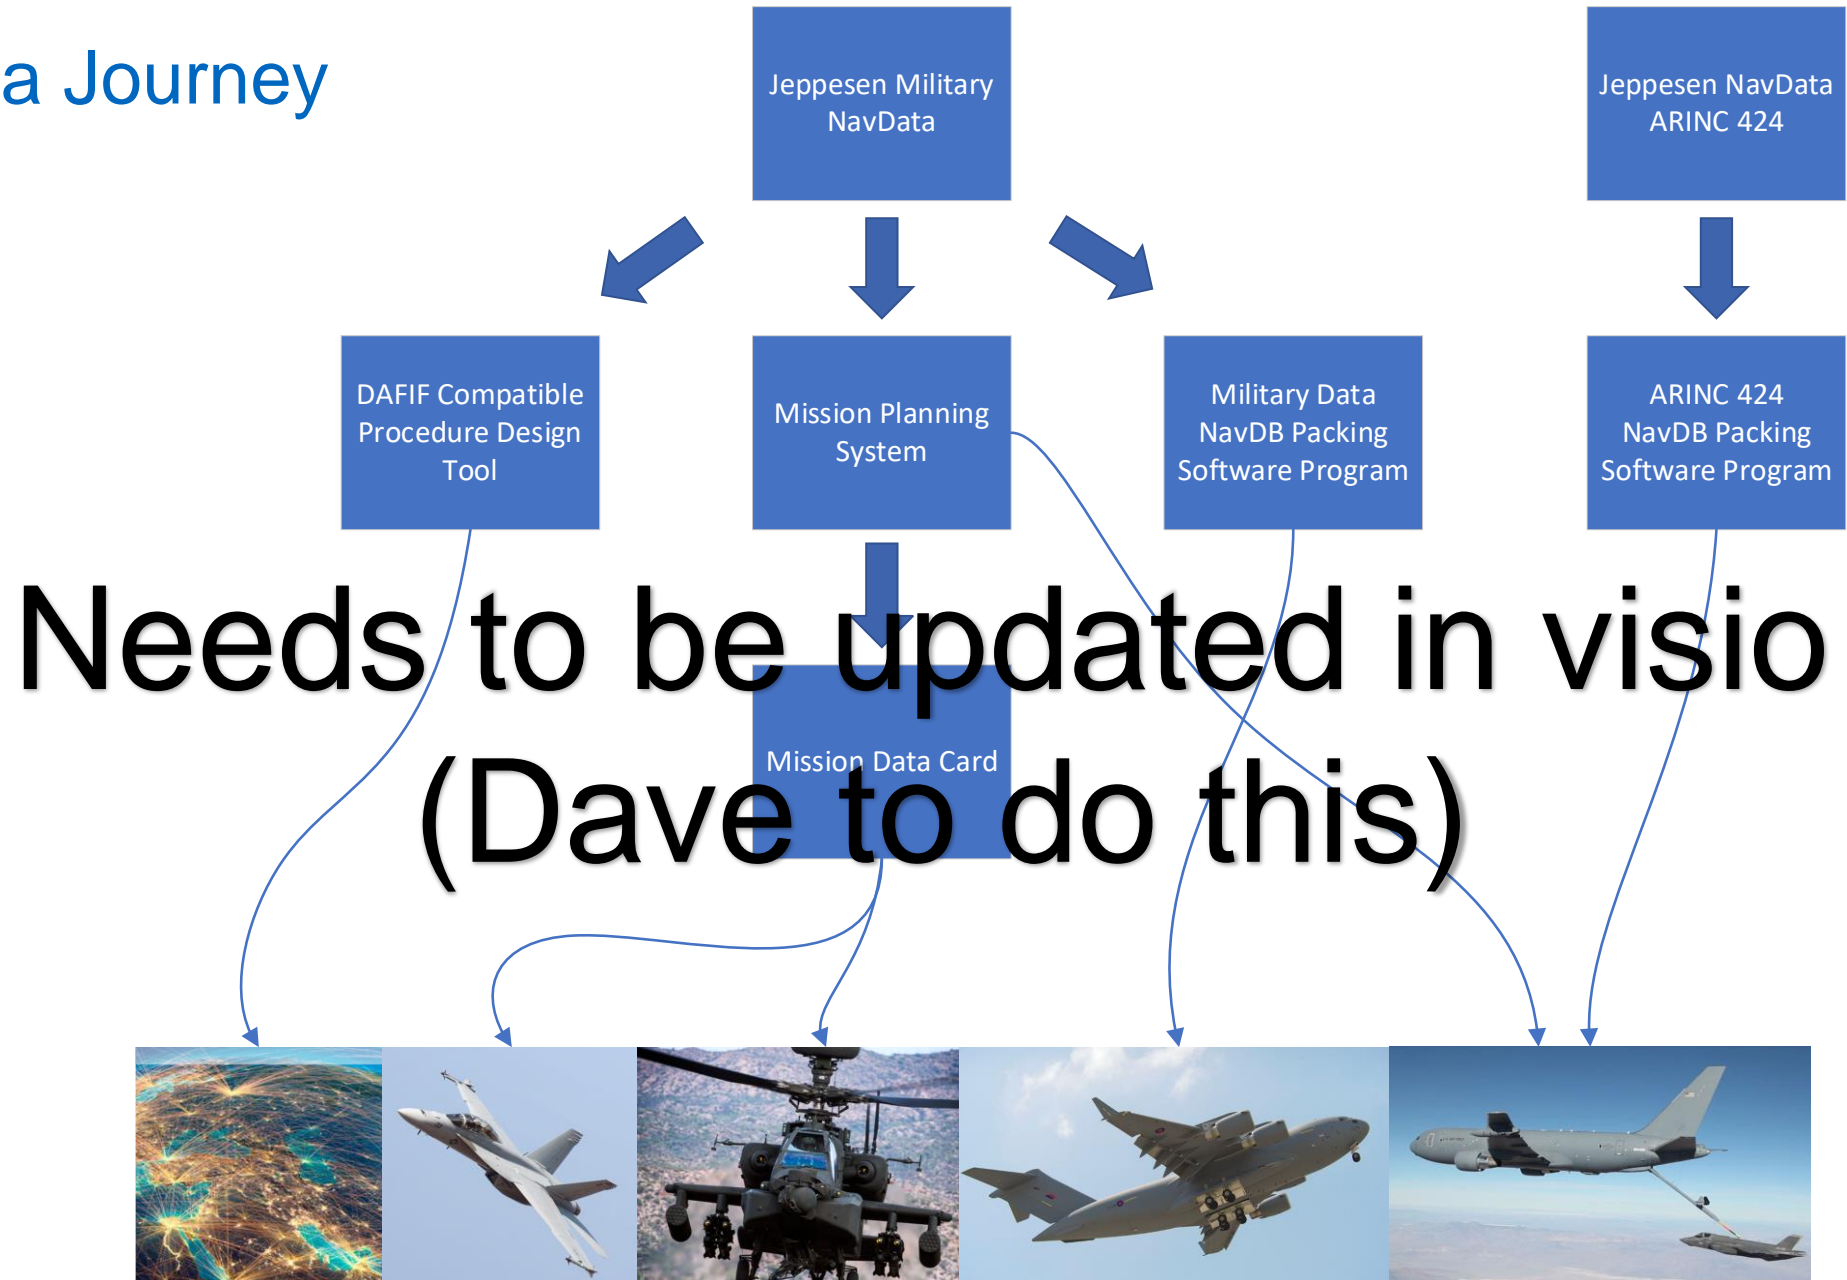 a Journey
Jeppesen Military
NavData
Jeppesen NavData
ARINC 424
DAFIF Compatible
Procedure Design
Tool
Mission Planning
System
Military Data
NavDB Packing
Software Program
ARINC 424
NavDB Packing
Software Program
Needs to be updated in visio
(Dave to do this)
Mission Data Card